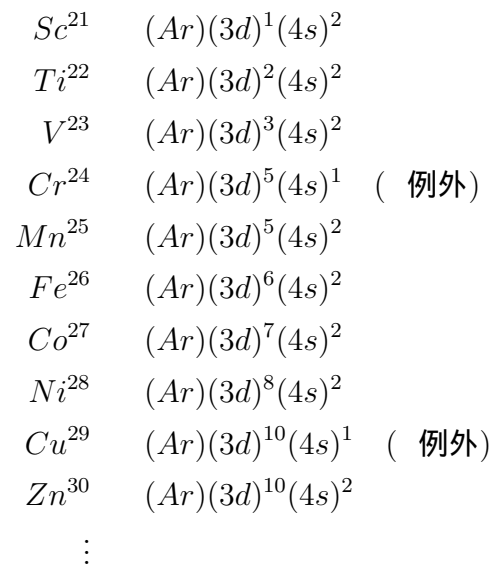 Sc²¹ (Ar)(3d)¹(4s)²
Ti²² (Ar)(3d)²(4s)²
V²³ (Ar)(3d)³(4s)²
Cr²⁴ (Ar)(3d)⁵(4s)¹ ( 例外)
Mn²⁵ (Ar)(3d)⁵(4s)²
Fe²⁶ (Ar)(3d)⁶(4s)²
Co²⁷ (Ar)(3d)⁷(4s)²
Ni²⁸ (Ar)(3d)⁸(4s)²
Cu²⁹ (Ar)(3d)¹⁰(4s)¹ ( 例外)
Zn³⁰ (Ar)(3d)¹⁰(4s)²
⋮